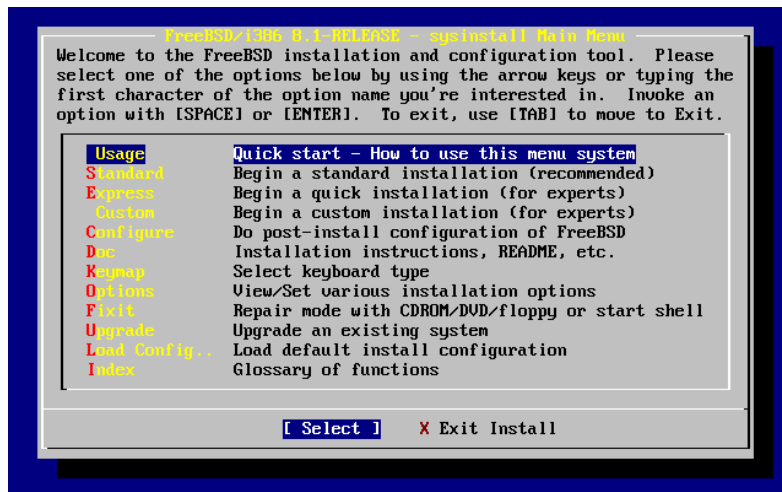 FreeBSD/i386 8.1-RELEASE - sysinstall Main Menu
Welcome to the FreeBSD installation and configuration tool.  Please
select one of the options below by using the arrow keys or typing the
first character of the option name you're interested in.  Invoke an
option with [SPACE] or [ENTER].  To exit, use [TAB] to move to Exit.
Usage Quick start - How to use this menu system
Standard Begin a standard installation (recommended)
Express Begin a quick installation (for experts)
Custom Begin a custom installation (for experts)
Configure Do post-install configuration of FreeBSD
Doc Installation instructions, README, etc.
Keymap Select keyboard type
Options View/Set various installation options
Fixit Repair mode with CDROM/DVD/floppy or start shell
Upgrade Upgrade an existing system
Load Config.. Load default install configuration
Index Glossary of functions
[ Select ] X Exit Install